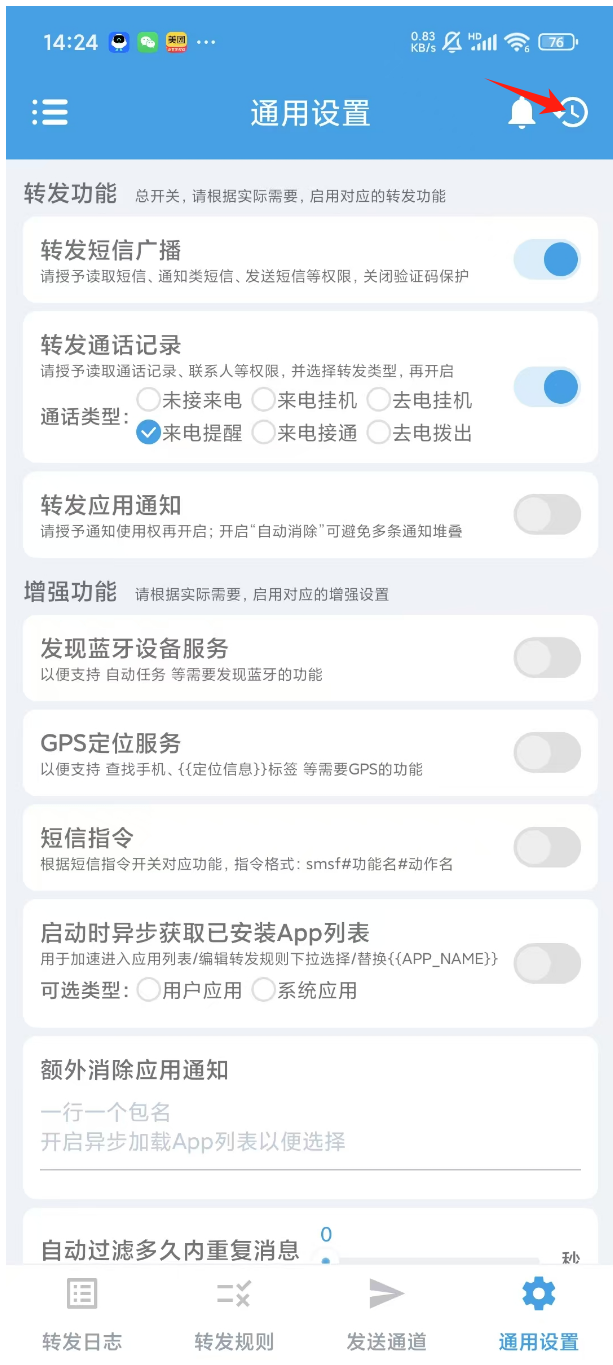 14:24 美团 ··· 0.83 KB/s HD 6 76
通用设置
转发功能 总开关，请根据实际需要，启用对应的转发功能
转发短信广播
请授予读取短信、通知类短信、发送短信等权限，关闭验证码保护
转发通话记录
请授予读取通话记录、联系人等权限，并选择转发类型，再开启
通话类型: 未接来电 来电挂机 去电挂机
来电提醒 来电接通 去电拨出
转发应用通知
请授予通知使用权再开启；开启“自动消除”可避免多条通知堆叠
增强功能 请根据实际需要，启用对应的增强设置
发现蓝牙设备服务
以便支持 自动任务 等需要发现蓝牙的功能
GPS定位服务
以便支持 查找手机、{{定位信息}}标签 等需要GPS的功能
短信指令
根据短信指令开关对应功能，指令格式: smsf#功能名#动作名
启动时异步获取已安装App列表
用于加速进入应用列表/编辑转发规则下拉选择/替换{{APP_NAME}}
可选类型: 用户应用 系统应用
额外消除应用通知
一行一个包名
开启异步加载App列表以便选择
0
自动过滤多久内重复消息 秒
转发日志 转发规则 发送通道 通用设置